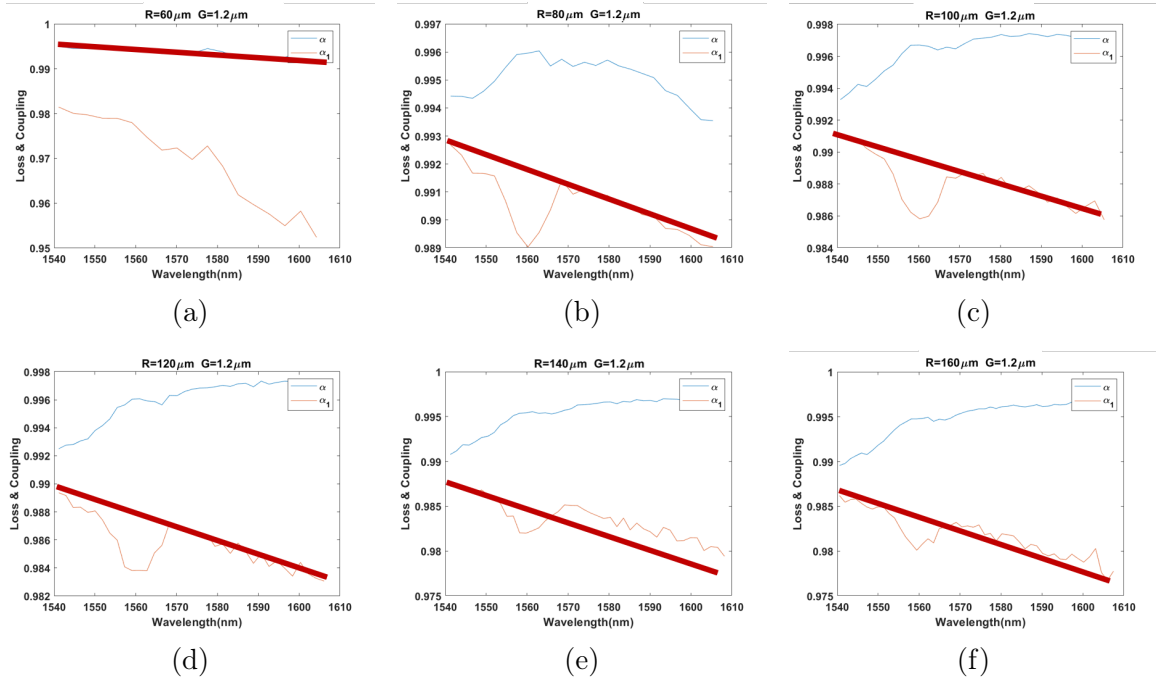 R=60μm G=1.2μm
1
0.99
0.98
0.97
0.96
0.95
Loss & Coupling
α
α1
1540 1550 1560 1570 1580 1590 1600 1610
Wavelength(nm)
(a)
R=80μm G=1.2μm
0.997
0.996
0.995
0.994
0.993
0.992
0.991
0.99
0.989
Loss & Coupling
α
α1
1540 1550 1560 1570 1580 1590 1600 1610
Wavelength(nm)
(b)
R=100μm G=1.2μm
0.998
0.996
0.994
0.992
0.99
0.988
0.986
0.984
Loss & Coupling
α
α1
1540 1550 1560 1570 1580 1590 1600 1610
Wavelength(nm)
(c)
R=120μm G=1.2μm
0.998
0.996
0.994
0.992
0.99
0.988
0.986
0.984
0.982
Loss & Coupling
α
α1
1540 1550 1560 1570 1580 1590 1600 1610
Wavelength(nm)
(d)
R=140μm G=1.2μm
1
0.995
0.99
0.985
0.98
0.975
Loss & Coupling
α
α1
1540 1550 1560 1570 1580 1590 1600 1610
Wavelength(nm)
(e)
R=160μm G=1.2μm
1
0.995
0.99
0.985
0.98
0.975
Loss & Coupling
α
α1
1540 1550 1560 1570 1580 1590 1600 1610
Wavelength(nm)
(f)